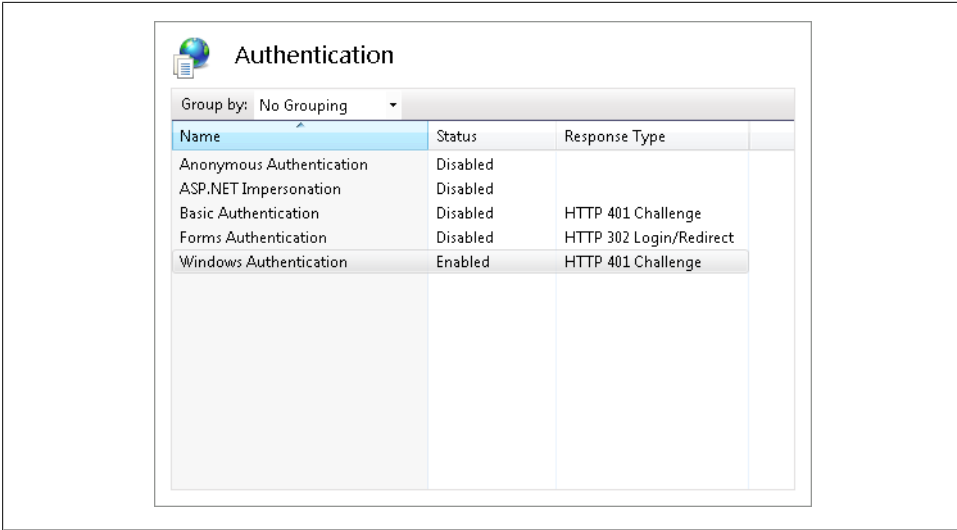 Authentication
Group by: No Grouping
Name Status Response Type
Anonymous Authentication Disabled
ASP.NET Impersonation Disabled
Basic Authentication Disabled HTTP 401 Challenge
Forms Authentication Disabled HTTP 302 Login/Redirect
Windows Authentication Enabled HTTP 401 Challenge